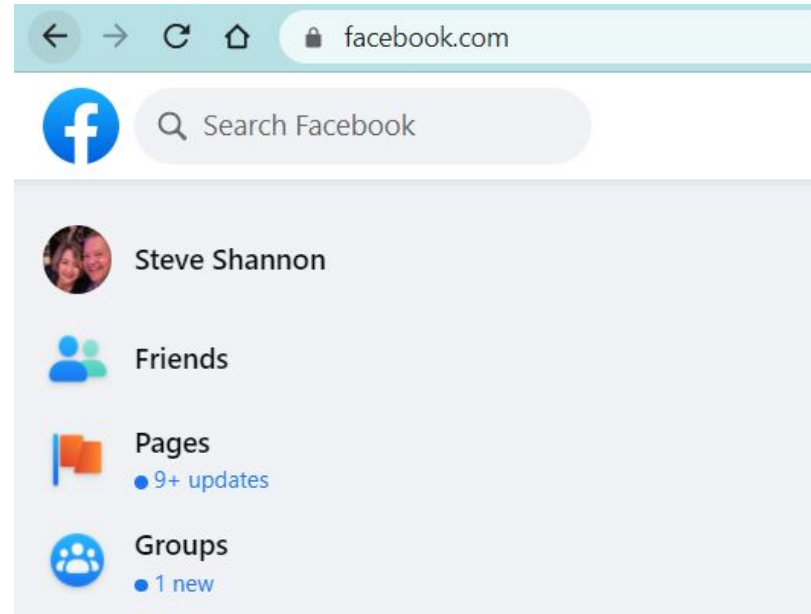 facebook.com
Search Facebook
Steve Shannon
Friends
Pages
9+ updates
Groups
1 new